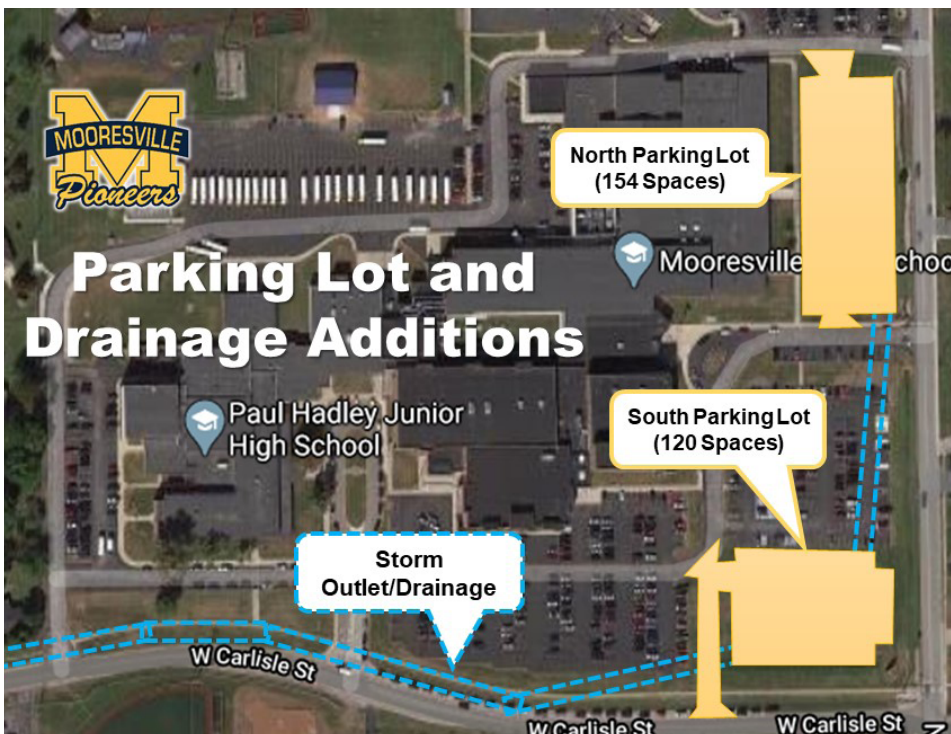 MOORESVILLE
Pioneers
North Parking Lot
(154 Spaces)
Mooresville
choo
Parking Lot and
Drainage Additions
Paul Hadley Junior
High School
South Parking Lot
(120 Spaces)
Storm
Outlet/Drainage
W Carlisle St
W Carlisle St
W Carlisle St
N